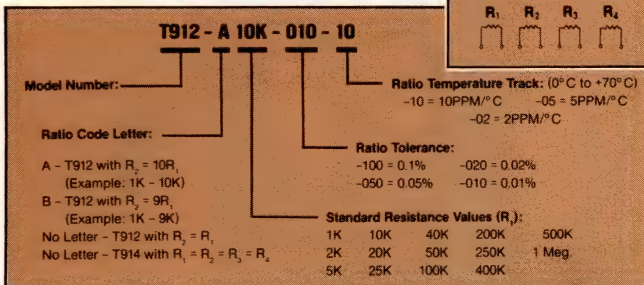 R₁ R₂ R₃ R₄
T912 - A 10K - 010 - 10
Model Number:
Ratio Temperature Track: (0°C to +70°C)
-10 = 10PPM/°C -05 = 5PPM/°C
-02 = 2PPM/°C
Ratio Code Letter:
A - T912 with R₂ = 10R₁
(Example: 1K - 10K)
B - T912 with R₂ = 9R₁
(Example: 1K - 9K)
No Letter - T912 with R₂ = R₁
No Letter - T914 with R₁ = R₂ = R₃ = R₄
Ratio Tolerance:
-100 = 0.1% -020 = 0.02%
-050 = 0.05% -010 = 0.01%
Standard Resistance Values (R₁):
1K 10K 40K 200K 500K
2K 20K 50K 250K 1 Meg.
5K 25K 100K 400K